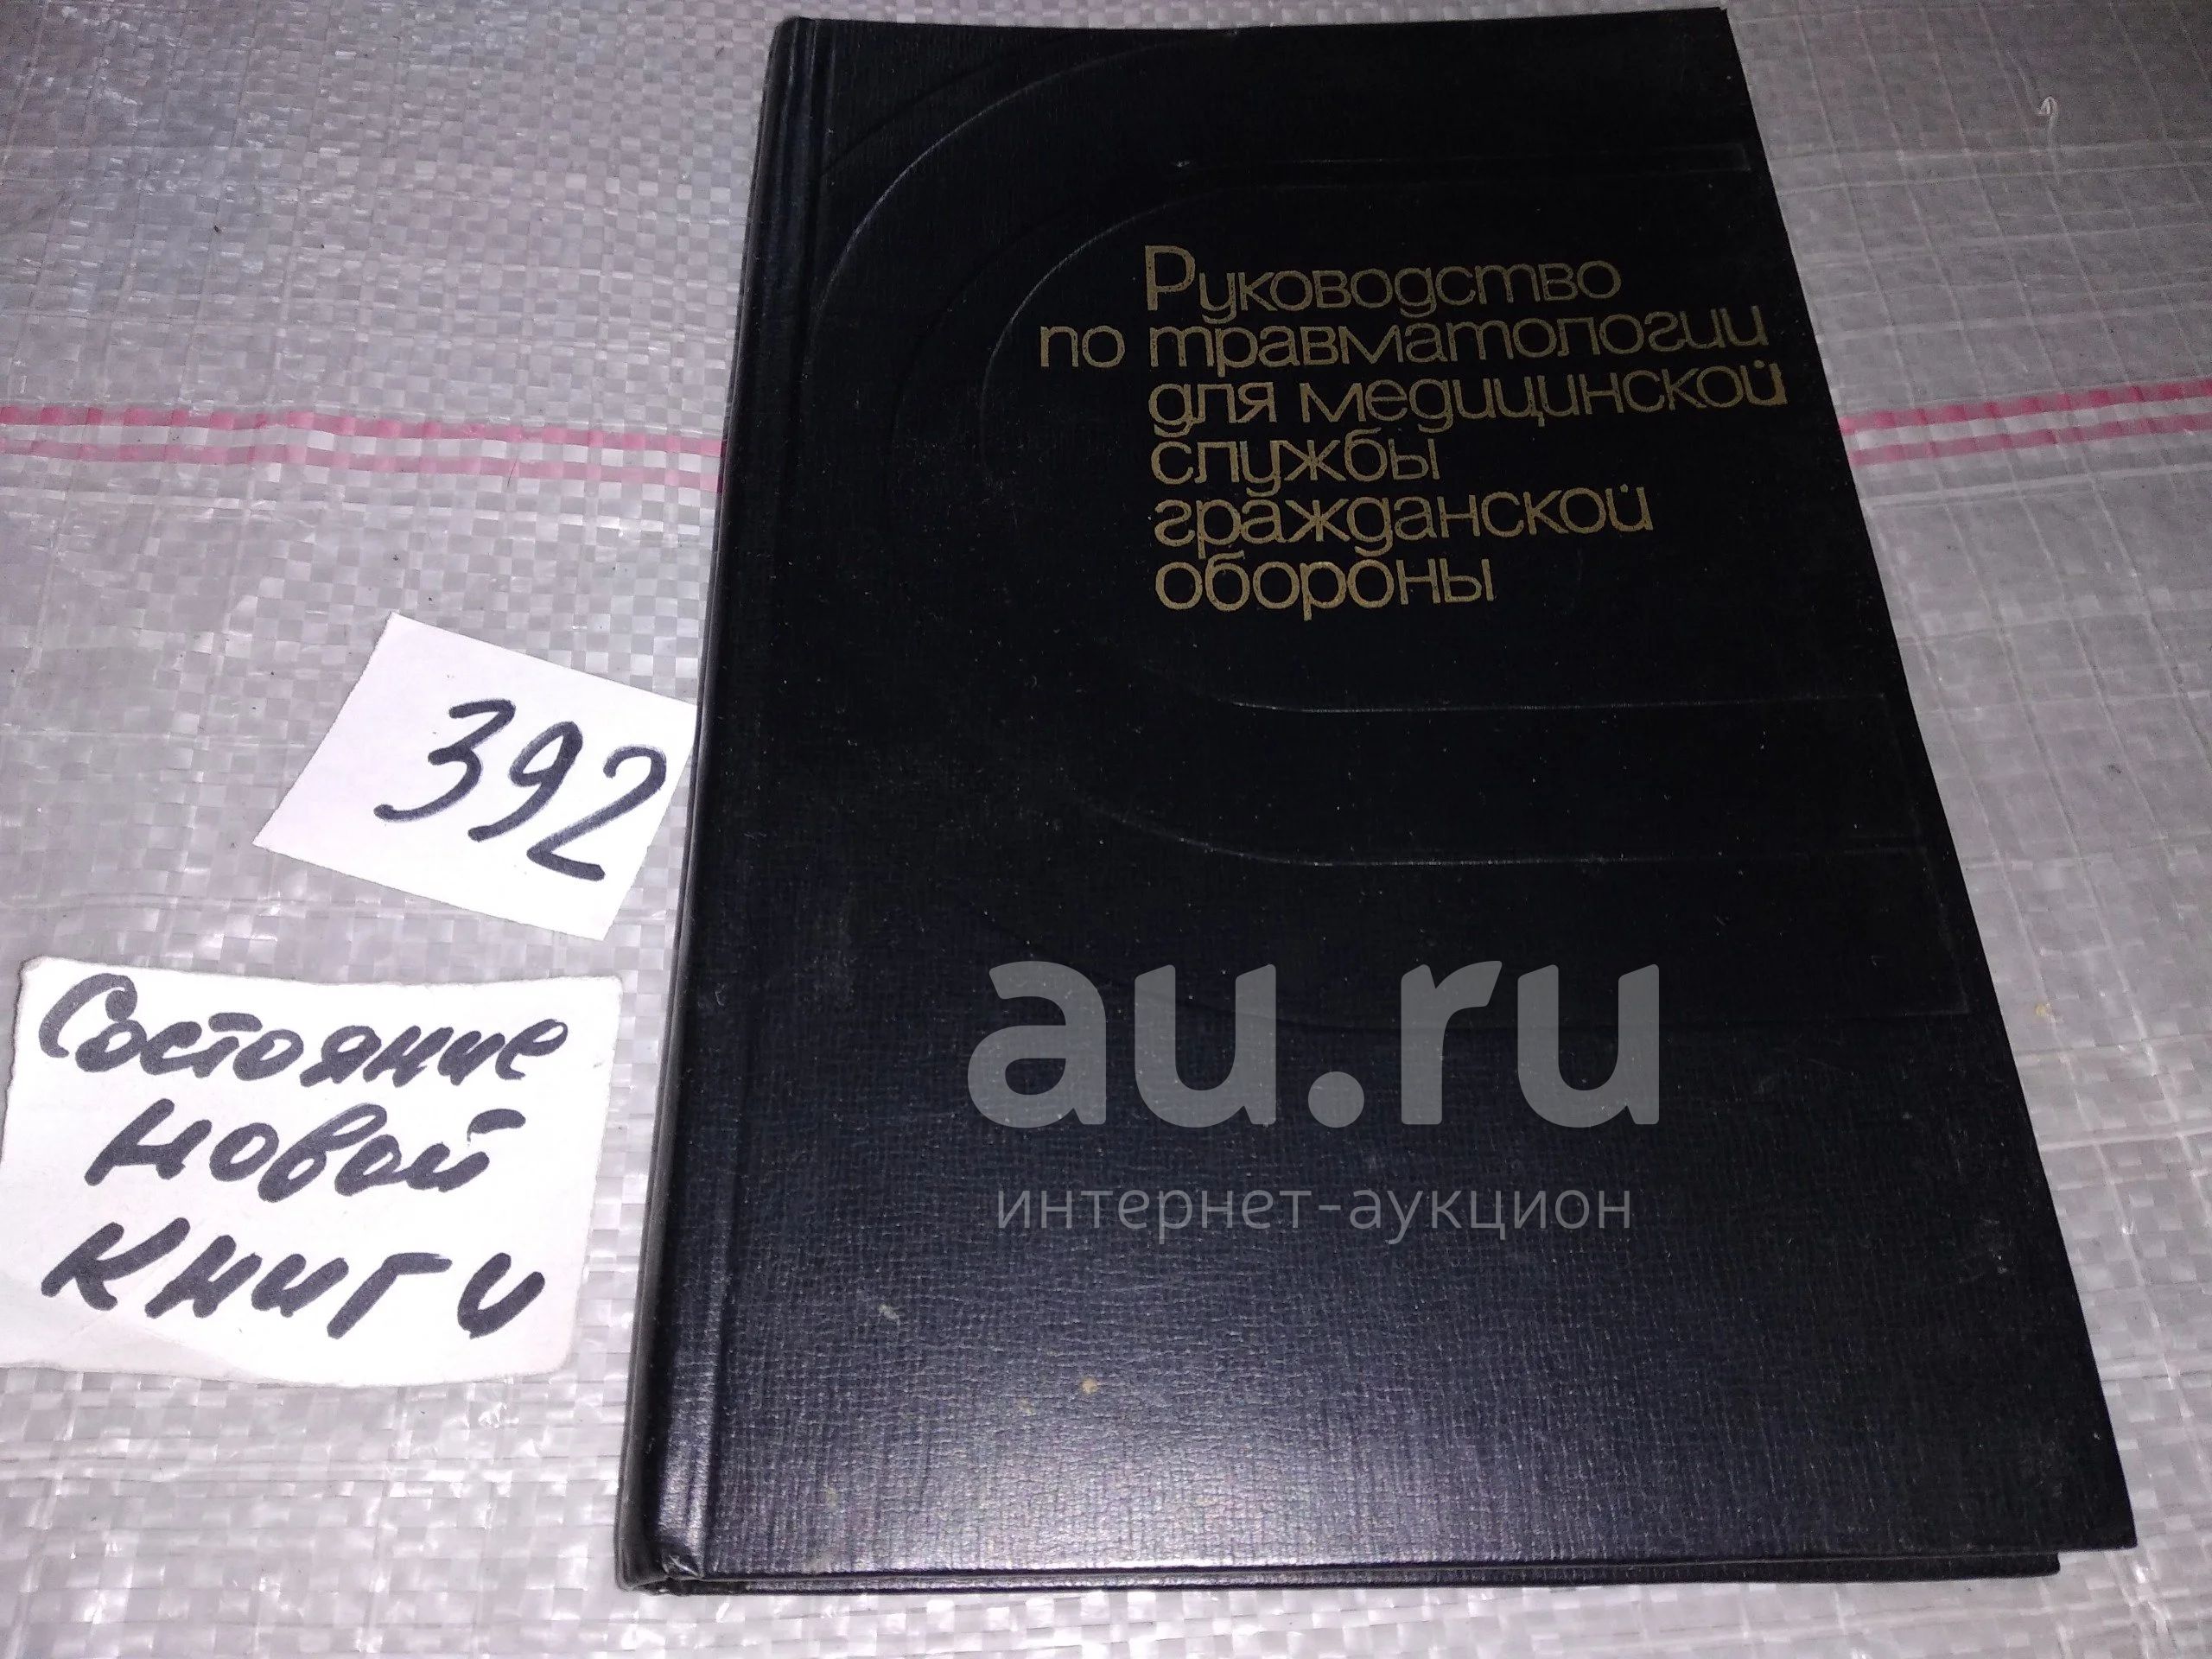 Руководство
по травматологии
для медицинской
службы
гражданской
обороны
392
Состояние
новой
книги
au.ru
интернет-аукцион